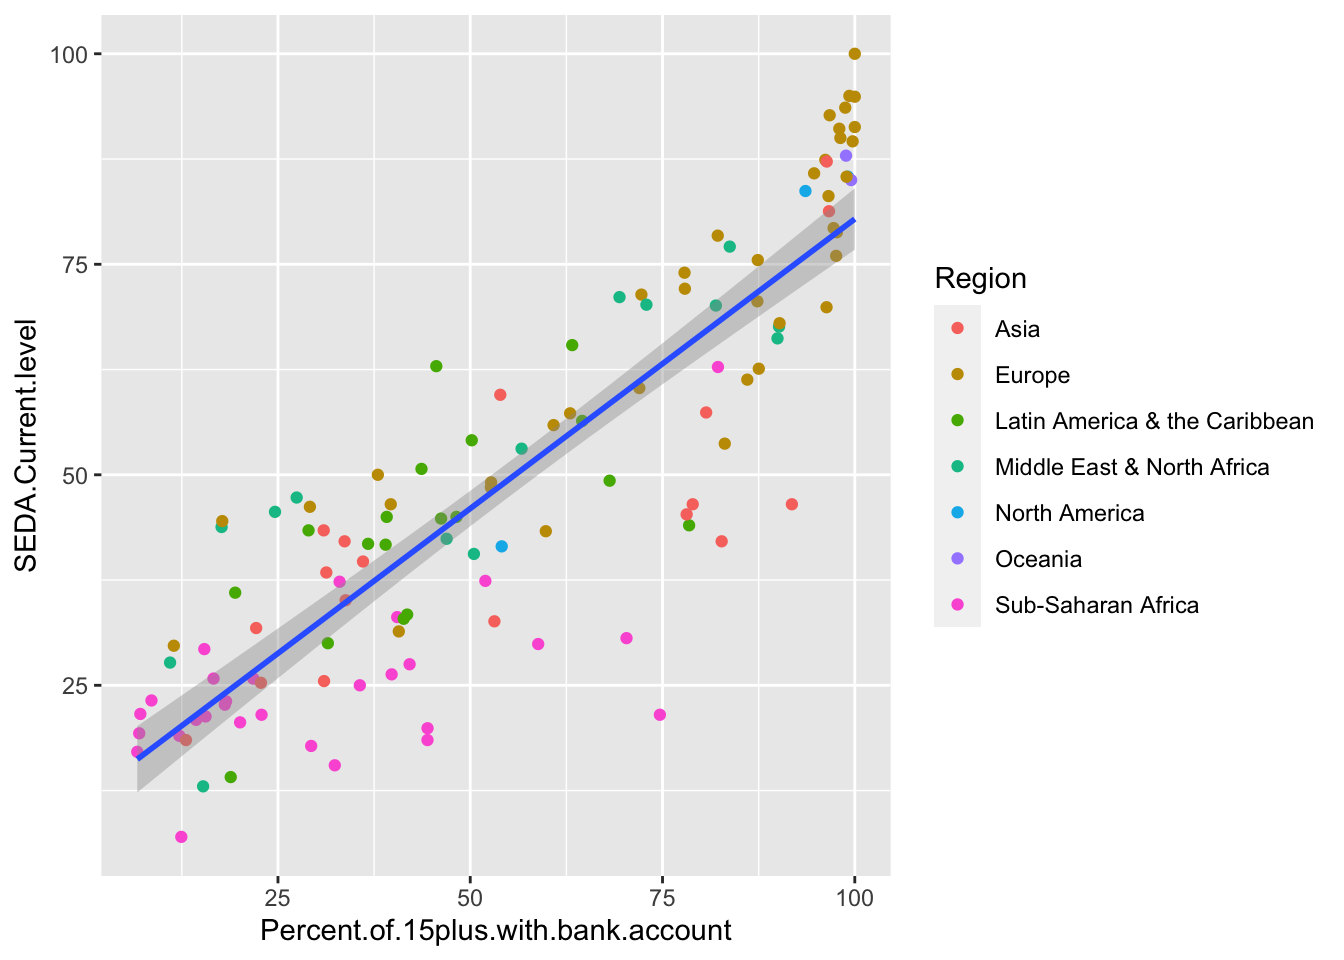 100
75
50
25
SEDA.Current.level
25 50 75 100
Percent.of.15plus.with.bank.account
Region
Asia
Europe
Latin America & the Caribbean
Middle East & North Africa
North America
Oceania
Sub-Saharan Africa